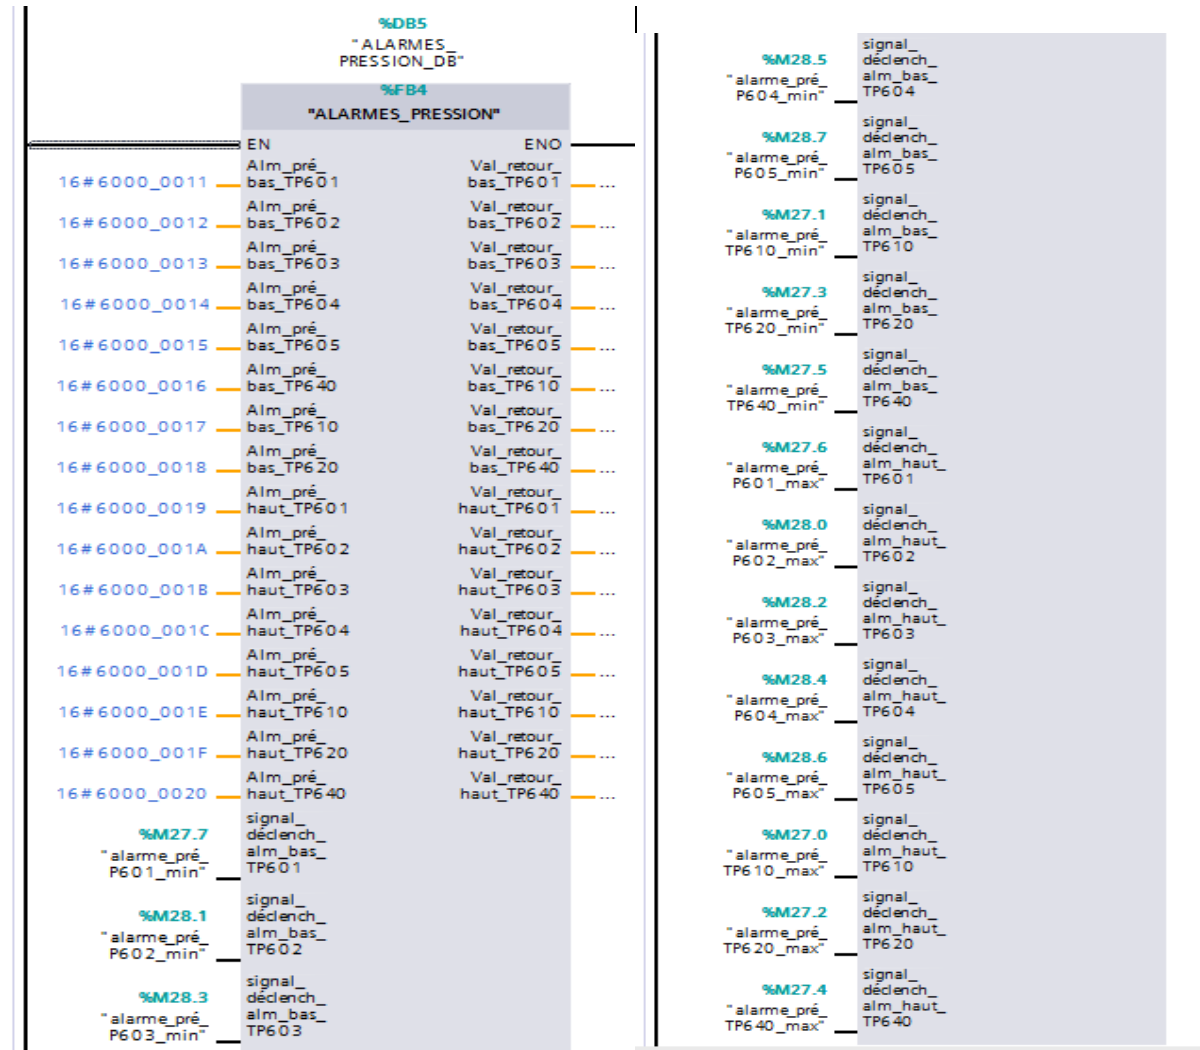 %DB5
"ALARMES_
PRESSION_DB"
%FB4
"ALARMES_PRESSION"
EN ENO
Alm_pré_ Val_retour_
16#6000_0011 bas_TP601 bas_TP601 ...
Alm_pré_ Val_retour_
16#6000_0012 bas_TP602 bas_TP602 ...
Alm_pré_ Val_retour_
16#6000_0013 bas_TP603 bas_TP603 ...
Alm_pré_ Val_retour_
16#6000_0014 bas_TP604 bas_TP604 ...
Alm_pré_ Val_retour_
16#6000_0015 bas_TP605 bas_TP605 ...
Alm_pré_ Val_retour_
16#6000_0016 bas_TP640 bas_TP610 ...
Alm_pré_ Val_retour_
16#6000_0017 bas_TP610 bas_TP620 ...
Alm_pré_ Val_retour_
16#6000_0018 bas_TP620 bas_TP640 ...
Alm_pré_ Val_retour_
16#6000_0019 haut_TP601 haut_TP601 ...
Alm_pré_ Val_retour_
16#6000_001A haut_TP602 haut_TP602 ...
Alm_pré_ Val_retour_
16#6000_001B haut_TP603 haut_TP603 ...
Alm_pré_ Val_retour_
16#6000_001C haut_TP604 haut_TP604 ...
Alm_pré_ Val_retour_
16#6000_001D haut_TP605 haut_TP605 ...
Alm_pré_ Val_retour_
16#6000_001E haut_TP610 haut_TP610 ...
Alm_pré_ Val_retour_
16#6000_001F haut_TP620 haut_TP620 ...
Alm_pré_ Val_retour_
16#6000_0020 haut_TP640 haut_TP640 ...
signal_
%M27.7 déclench_
"alarme_pré_ alm_bas_
P601_min" TP601
signal_
%M28.1 déclench_
"alarme_pré_ alm_bas_
P602_min" TP602
signal_
%M28.3 déclench_
"alarme_pré_ alm_bas_
P603_min" TP603
signal_
%M28.5 déclench_
"alarme_pré_ alm_bas_
P604_min" TP604
signal_
%M28.7 déclench_
"alarme_pré_ alm_bas_
P605_min" TP605
signal_
%M27.1 déclench_
"alarme_pré_ alm_bas_
TP610_min" TP610
signal_
%M27.3 déclench_
"alarme_pré_ alm_bas_
TP620_min" TP620
signal_
%M27.5 déclench_
"alarme_pré_ alm_bas_
TP640_min" TP640
signal_
%M27.6 déclench_
"alarme_pré_ alm_haut_
P601_max" TP601
signal_
%M28.0 déclench_
"alarme_pré_ alm_haut_
P602_max" TP602
signal_
%M28.2 déclench_
"alarme_pré_ alm_haut_
P603_max" TP603
signal_
%M28.4 déclench_
"alarme_pré_ alm_haut_
P604_max" TP604
signal_
%M28.6 déclench_
"alarme_pré_ alm_haut_
P605_max" TP605
signal_
%M27.0 déclench_
"alarme_pré_ alm_haut_
TP610_max" TP610
signal_
%M27.2 déclench_
"alarme_pré_ alm_haut_
TP620_max" TP620
signal_
%M27.4 déclench_
"alarme_pré_ alm_haut_
TP640_max" TP640